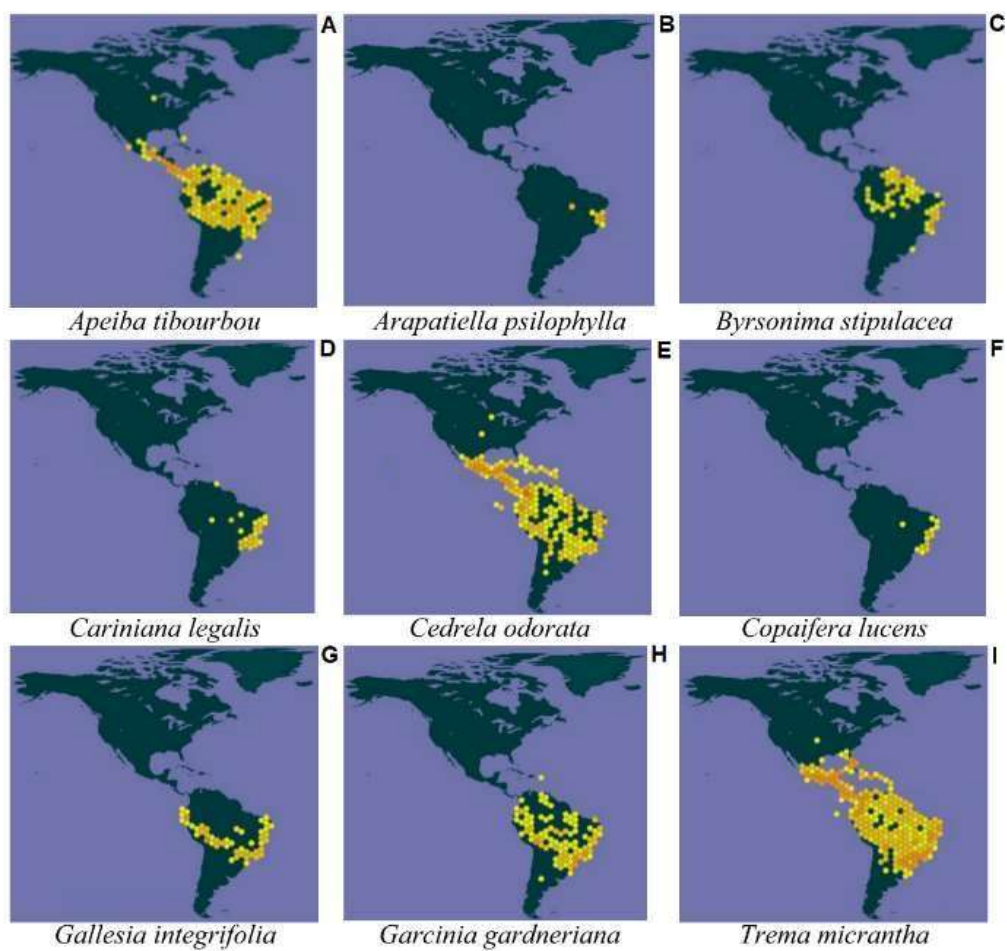 A B C
Apeiba tibourbou Arapatiella psilophylla Byrsonima stipulacea
D E F
Cariniana legalis Cedrela odorata Copaifera lucens
G H I
Gallesia integrifolia Garcinia gardneriana Trema micrantha